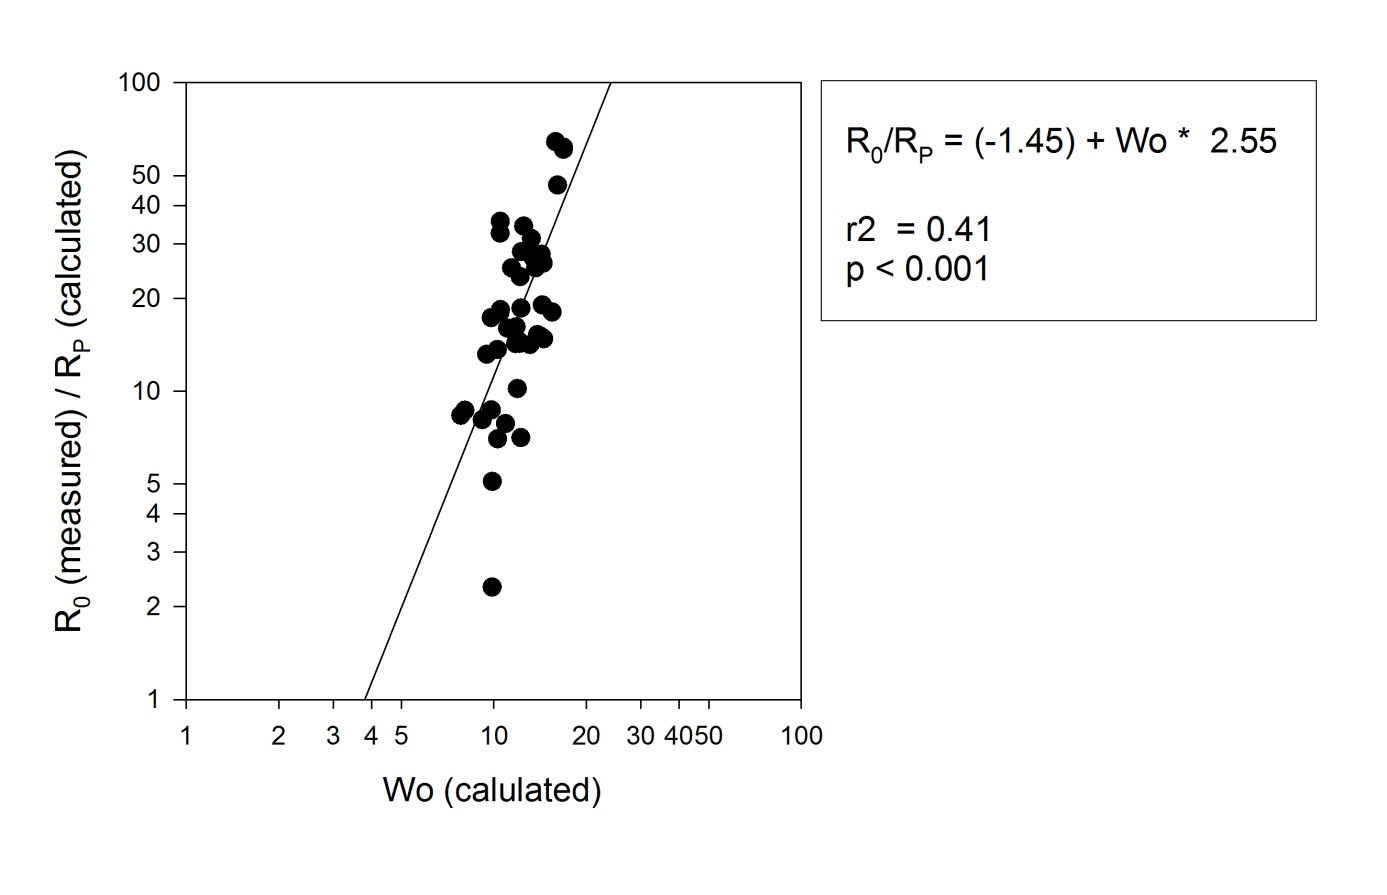 100
50
40
30
20
10
5
4
3
2
1
R0 (measured) / RP (calculated)
1 2 3 4 5 10 20 30 40 50 100
Wo (calulated)
R0/RP = (-1.45) + Wo * 2.55
r2 = 0.41
p < 0.001